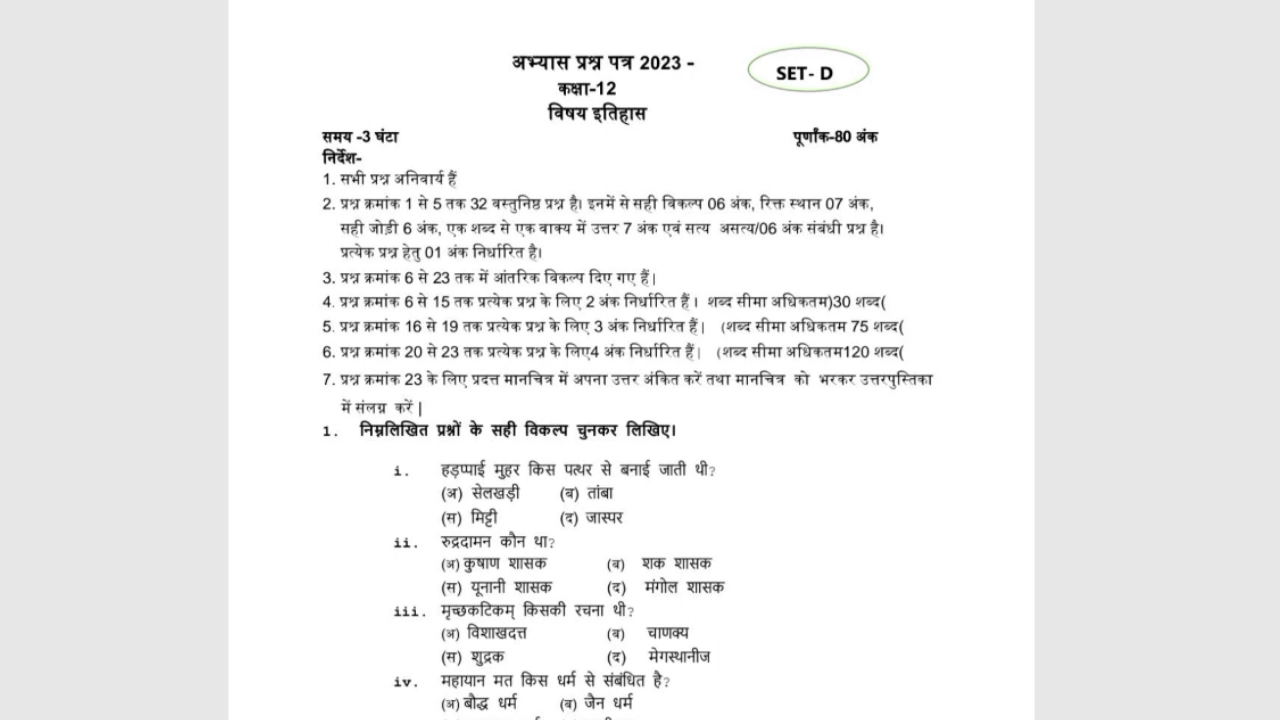 अभ्यास प्रश्न पत्र 2023 -
SET- D
कक्षा-12
विषय इतिहास
समय -3 घंटा
पूर्णांक-80 अंक
निर्देश-
1. सभी प्रश्न अनिवार्य हैं
2. प्रश्न क्रमांक 1 से 5 तक 32 वस्तुनिष्ठ प्रश्न है। इनमें से सही विकल्प 06 अंक, रिक्त स्थान 07 अंक,
सही जोड़ी 6 अंक, एक शब्द से एक वाक्य में उत्तर 7 अंक एवं सत्य असत्य/06 अंक संबंधी प्रश्न है।
प्रत्येक प्रश्न हेतु 01 अंक निर्धारित है।
3. प्रश्न क्रमांक 6 से 23 तक में आंतरिक विकल्प दिए गए हैं।
4. प्रश्न क्रमांक 6 से 15 तक प्रत्येक प्रश्न के लिए 2 अंक निर्धारित हैं । शब्द सीमा अधिकतम)30 शब्द(
5. प्रश्न क्रमांक 16 से 19 तक प्रत्येक प्रश्न के लिए 3 अंक निर्धारित हैं| (शब्द सीमा अधिकतम 75 शब्द(
6. प्रश्न क्रमांक 20 से 23 तक प्रत्येक प्रश्न के लिए4 अंक निर्धारित हैं| (शब्द सीमा अधिकतम120 शब्द(
7. प्रश्न क्रमांक 23 के लिए प्रदत्त मानचित्र में अपना उत्तर अंकित करें तथा मानचित्र को भरकर उत्तरपुस्तिका
में संलग्न करें |
1. निम्नलिखित प्रश्नों के सही विकल्प चुनकर लिखिए।
i. हड़प्पाई मुहर किस पत्थर से बनाई जाती थी?
(अ) सेलखड़ी (ब) तांबा
(स) मिट्टी (द) जास्पर
ii. रुद्रदामन कौन था?
(अ) कुषाण शासक (ब) शक शासक
(स) यूनानी शासक (द) मंगोल शासक
iii. मृच्छकटिकम् किसकी रचना थी?
(अ) विशाखदत्त (ब) चाणक्य
(स) शुद्रक (द) मेगस्थानीज
iv. महायान मत किस धर्म से संबंधित है?
(अ) बौद्ध धर्म (ब) जैन धर्म